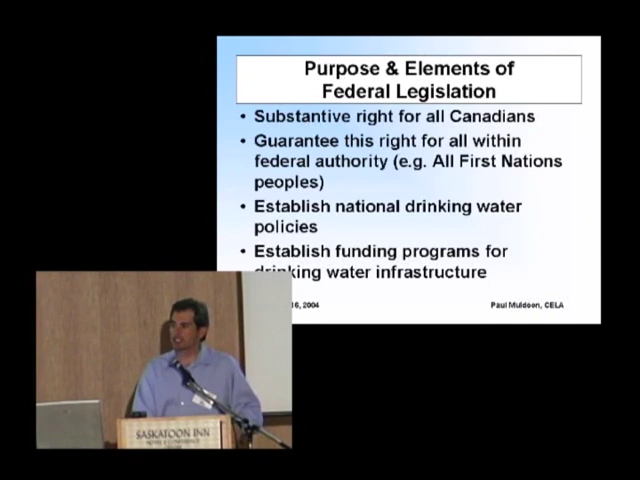 Purpose & Elements of
Federal Legislation
• Substantive right for all Canadians
• Guarantee this right for all within
federal authority (e.g. All First Nations
peoples)
• Establish national drinking water
policies
• Establish funding programs for
drinking water infrastructure
16, 2004
Paul Muldoon, CELA
SASKATOON INN